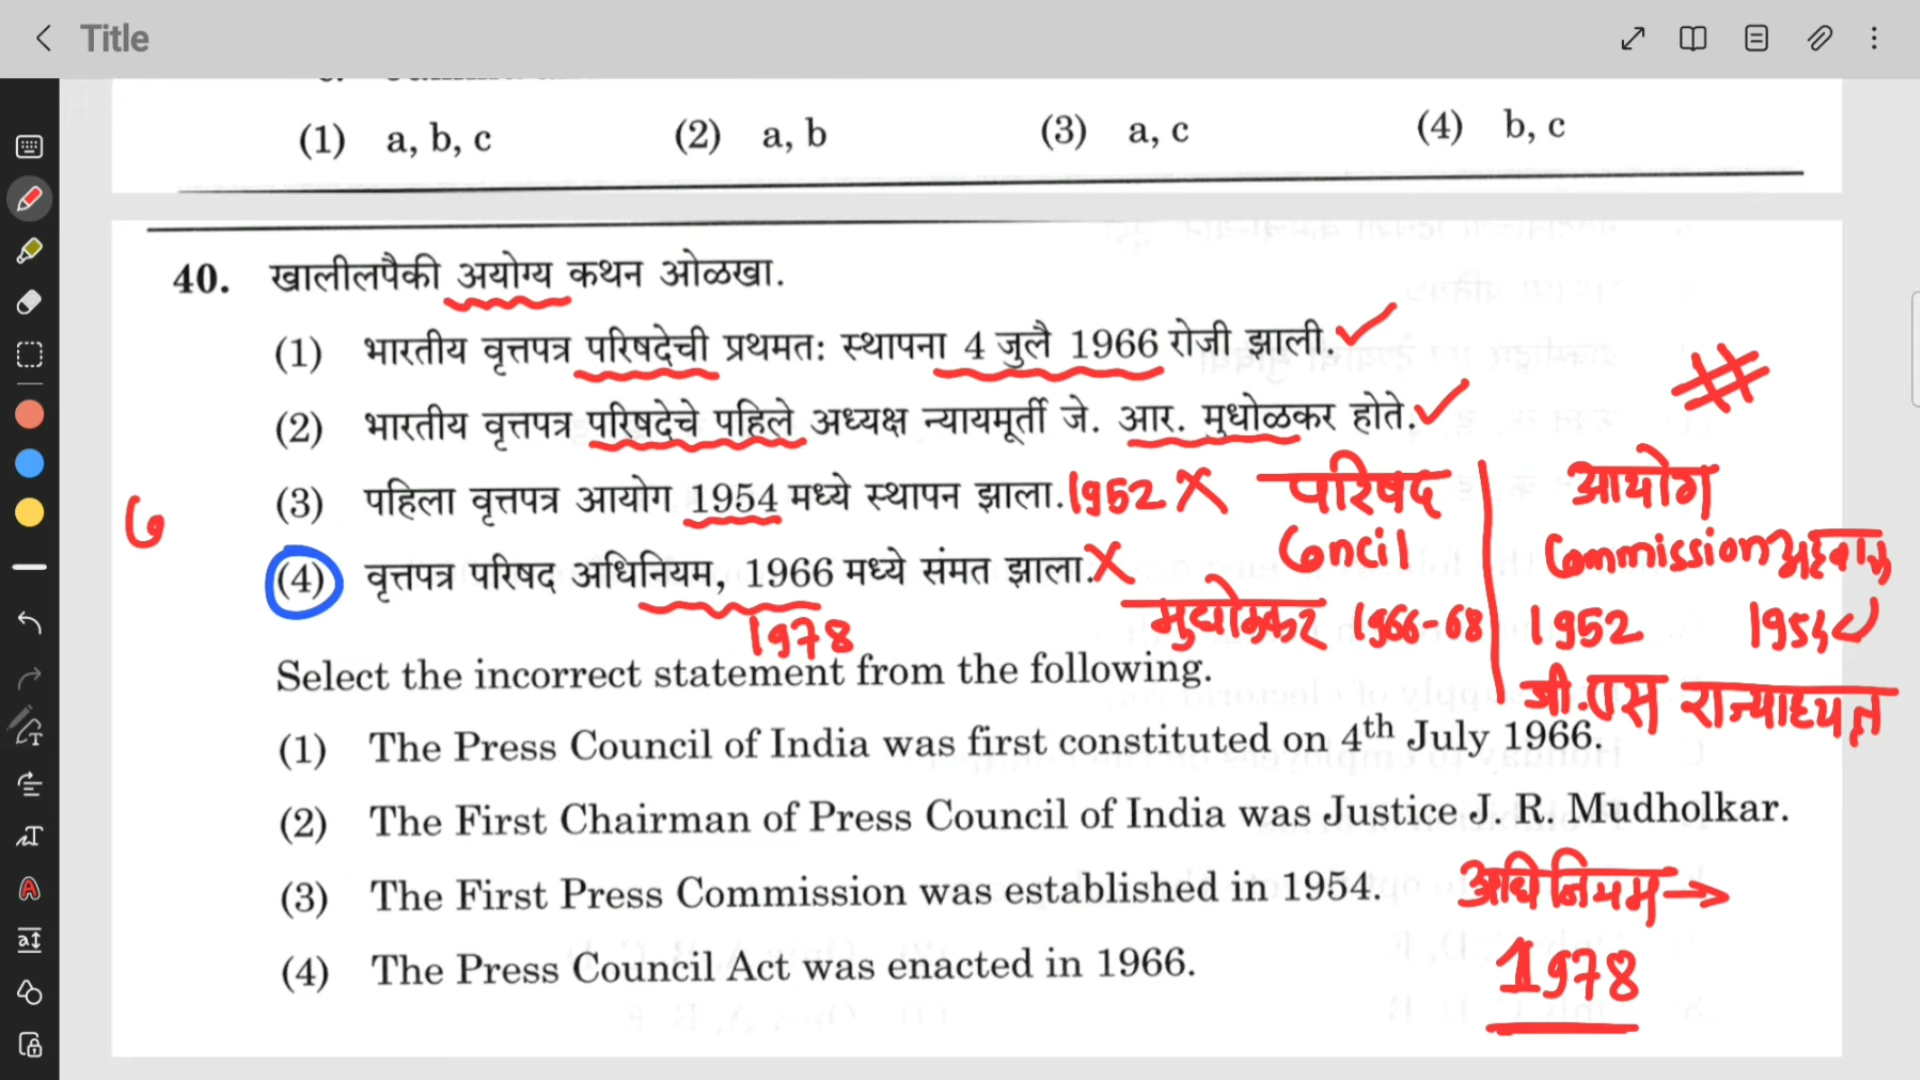 Title
(1) a, b, c (2) a, b (3) a, c (4) b, c
40. खालीलपैकी अयोग्य कथन ओळखा.
(1) भारतीय वृत्तपत्र परिषदेची प्रथमत: स्थापना 4 जुलै 1966 रोजी झाली.
(2) भारतीय वृत्तपत्र परिषदेचे पहिले अध्यक्ष न्यायमूर्ती जे. आर. मुधोळकर होते.
(3) पहिला वृत्तपत्र आयोग 1954 मध्ये स्थापन झाला. 1952 X परिषद आयोग
Concil Commission अहवाल
(4) वृत्तपत्र परिषद अधिनियम, 1966 मध्ये संमत झाला. X
1978 मुधोळकर 1966-68 1952 1954
जी. एस राज्याध्यक्ष
Select the incorrect statement from the following.
(1) The Press Council of India was first constituted on 4th July 1966.
(2) The First Chairman of Press Council of India was Justice J. R. Mudholkar.
(3) The First Press Commission was established in 1954.
अधिनियम →
(4) The Press Council Act was enacted in 1966.
1978